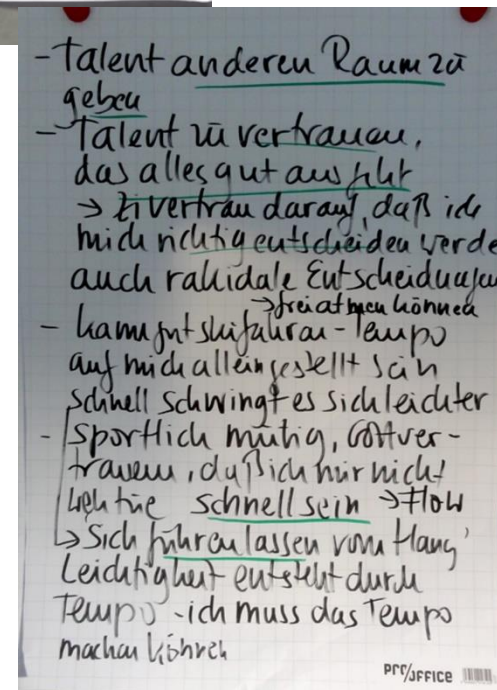 - Talent anderen Raum zu
geben
- Talent zu vertrauen,
das alles gut ausgeht
→ vertrau darauf, daß ich
mich richtig entscheiden werde
auch radikale Entscheidungen
→ frei atmen können
- kann gut skifahren - Tempo
auf mich allein gestellt sein
schnell schwingt es sich leichter
- sportlich mutig, Gottver-
trauen, daß ich mir nicht
weh tue schnell sein → Flow
↳ Sich führen lassen vom Hang
Leichtigkeit entsteht durch
Tempo - ich muss das Tempo
machen können
PRO/OFFICE